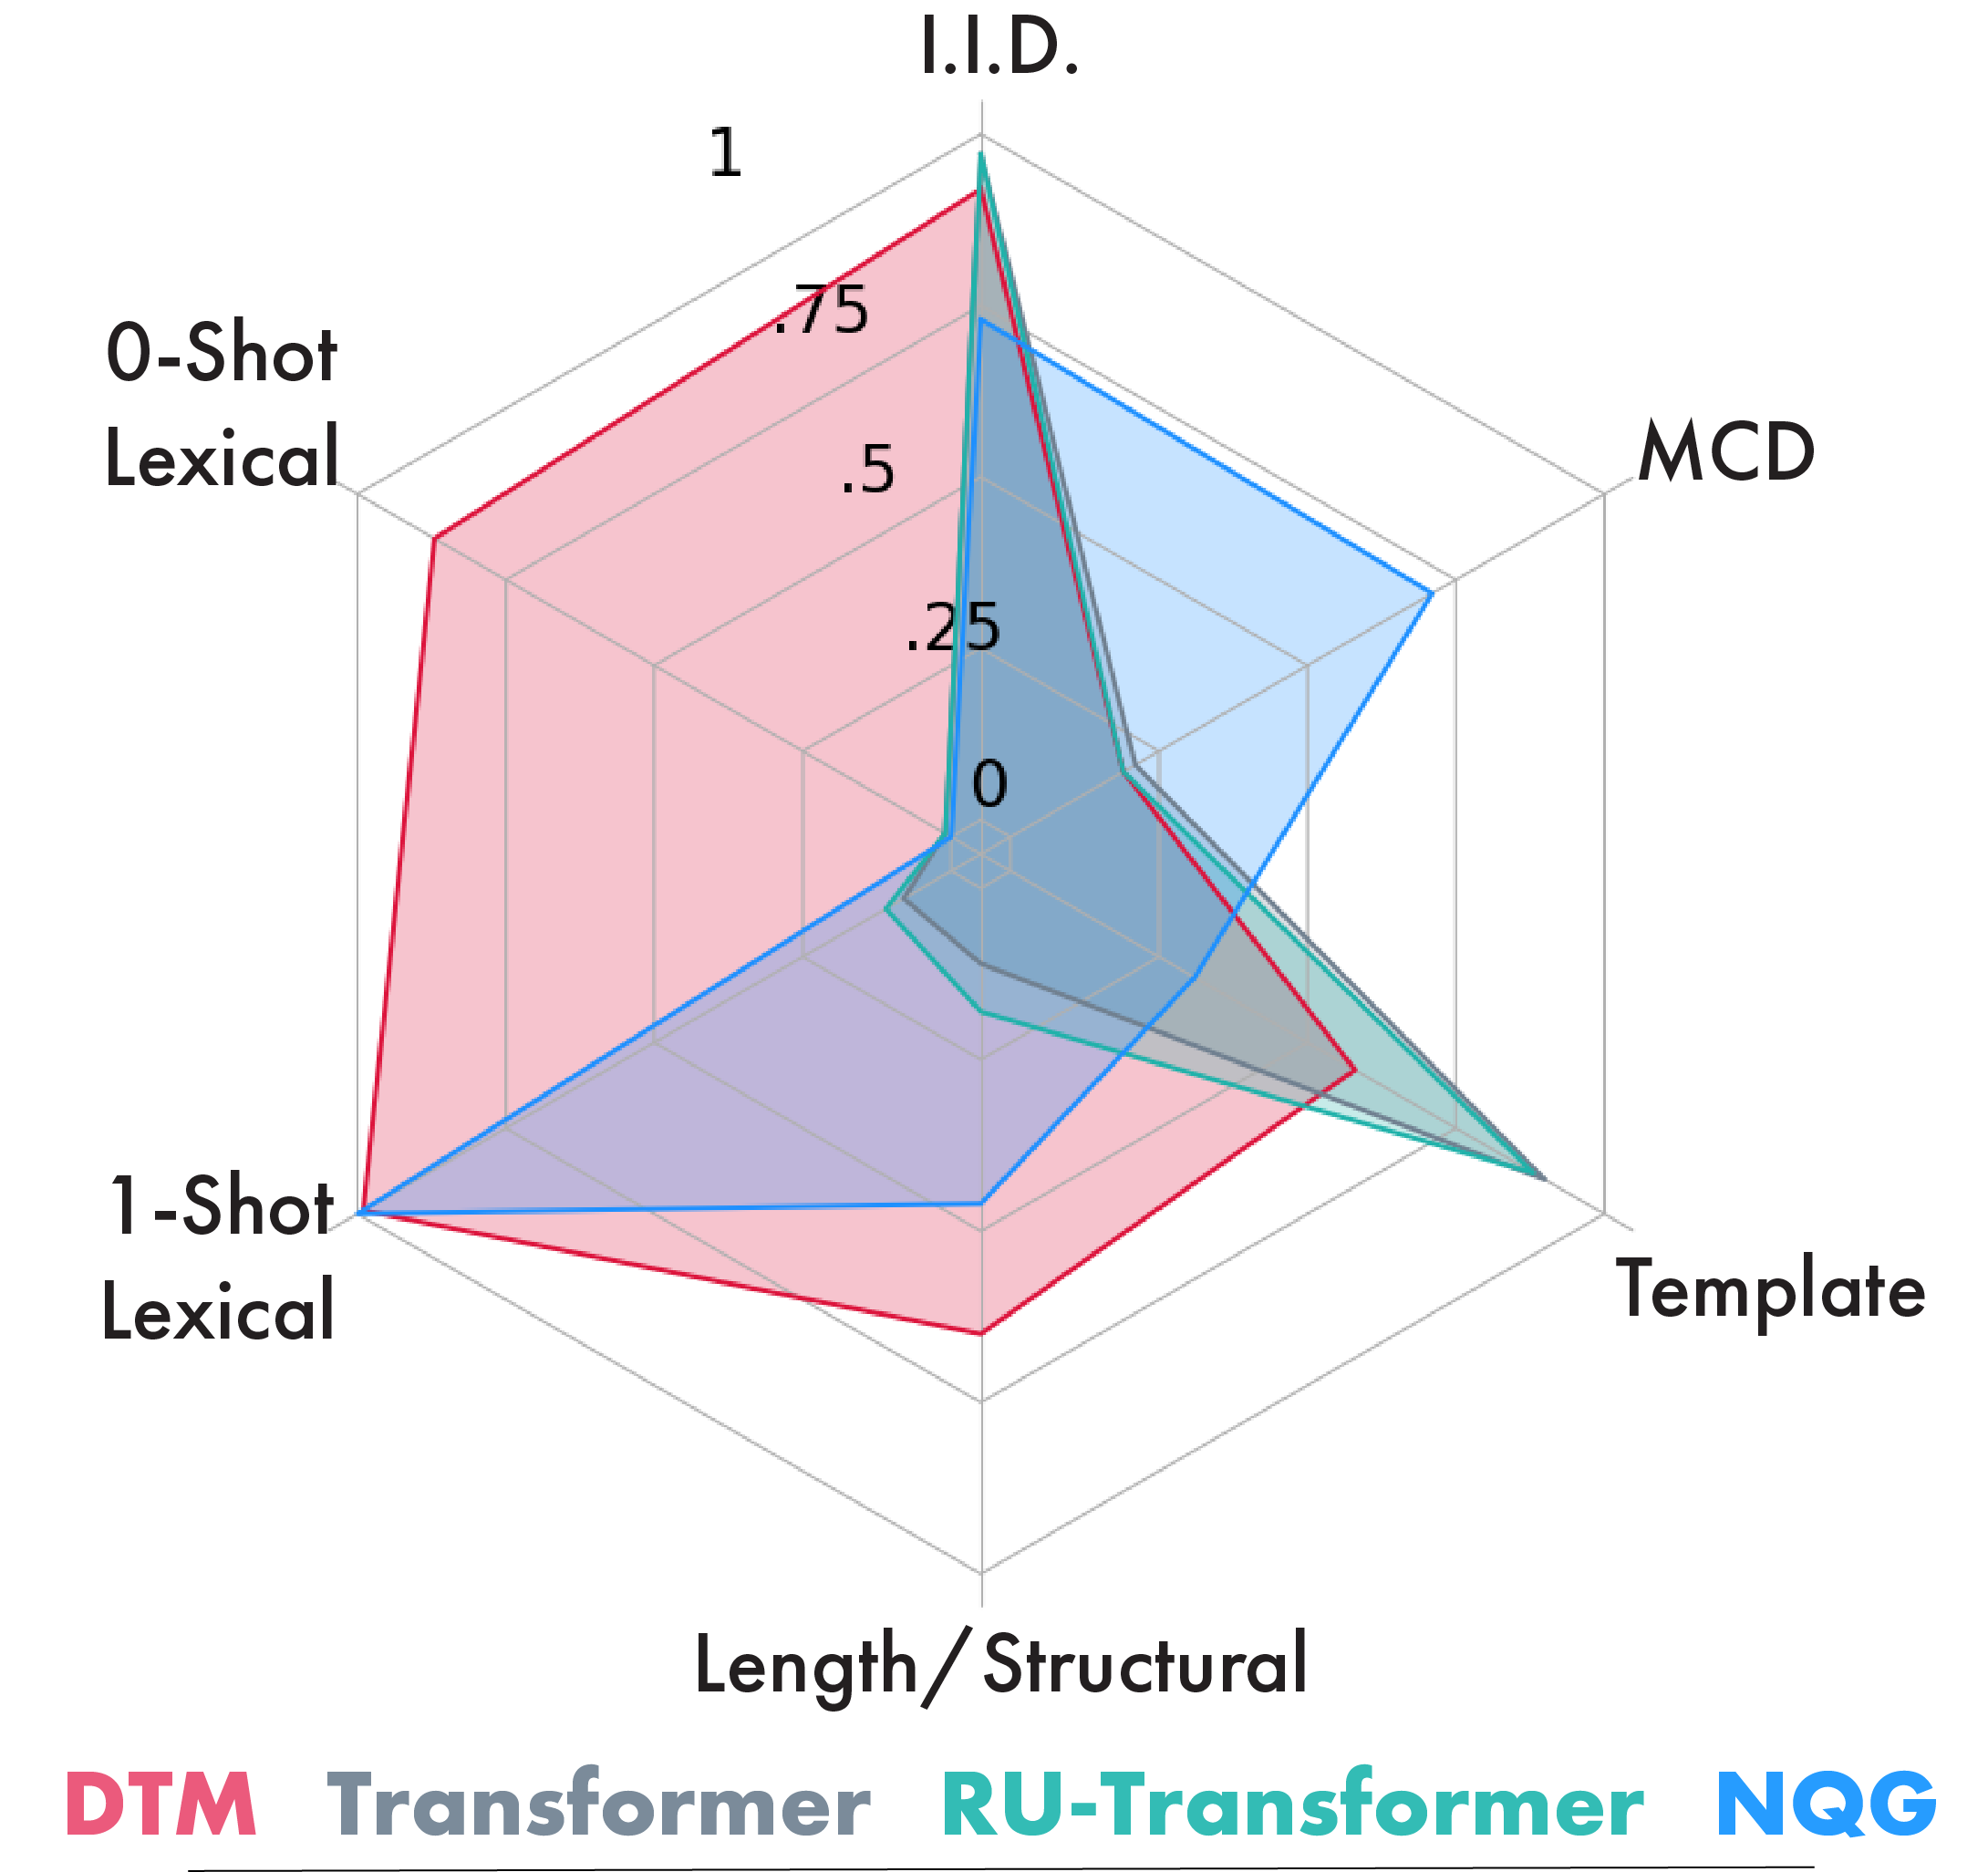 I.I.D.
1
.75
0-Shot
Lexical
MCD
.5
.25
0
1-Shot
Lexical
Template
Length/Structural
DTM Transformer RU-Transformer NQG